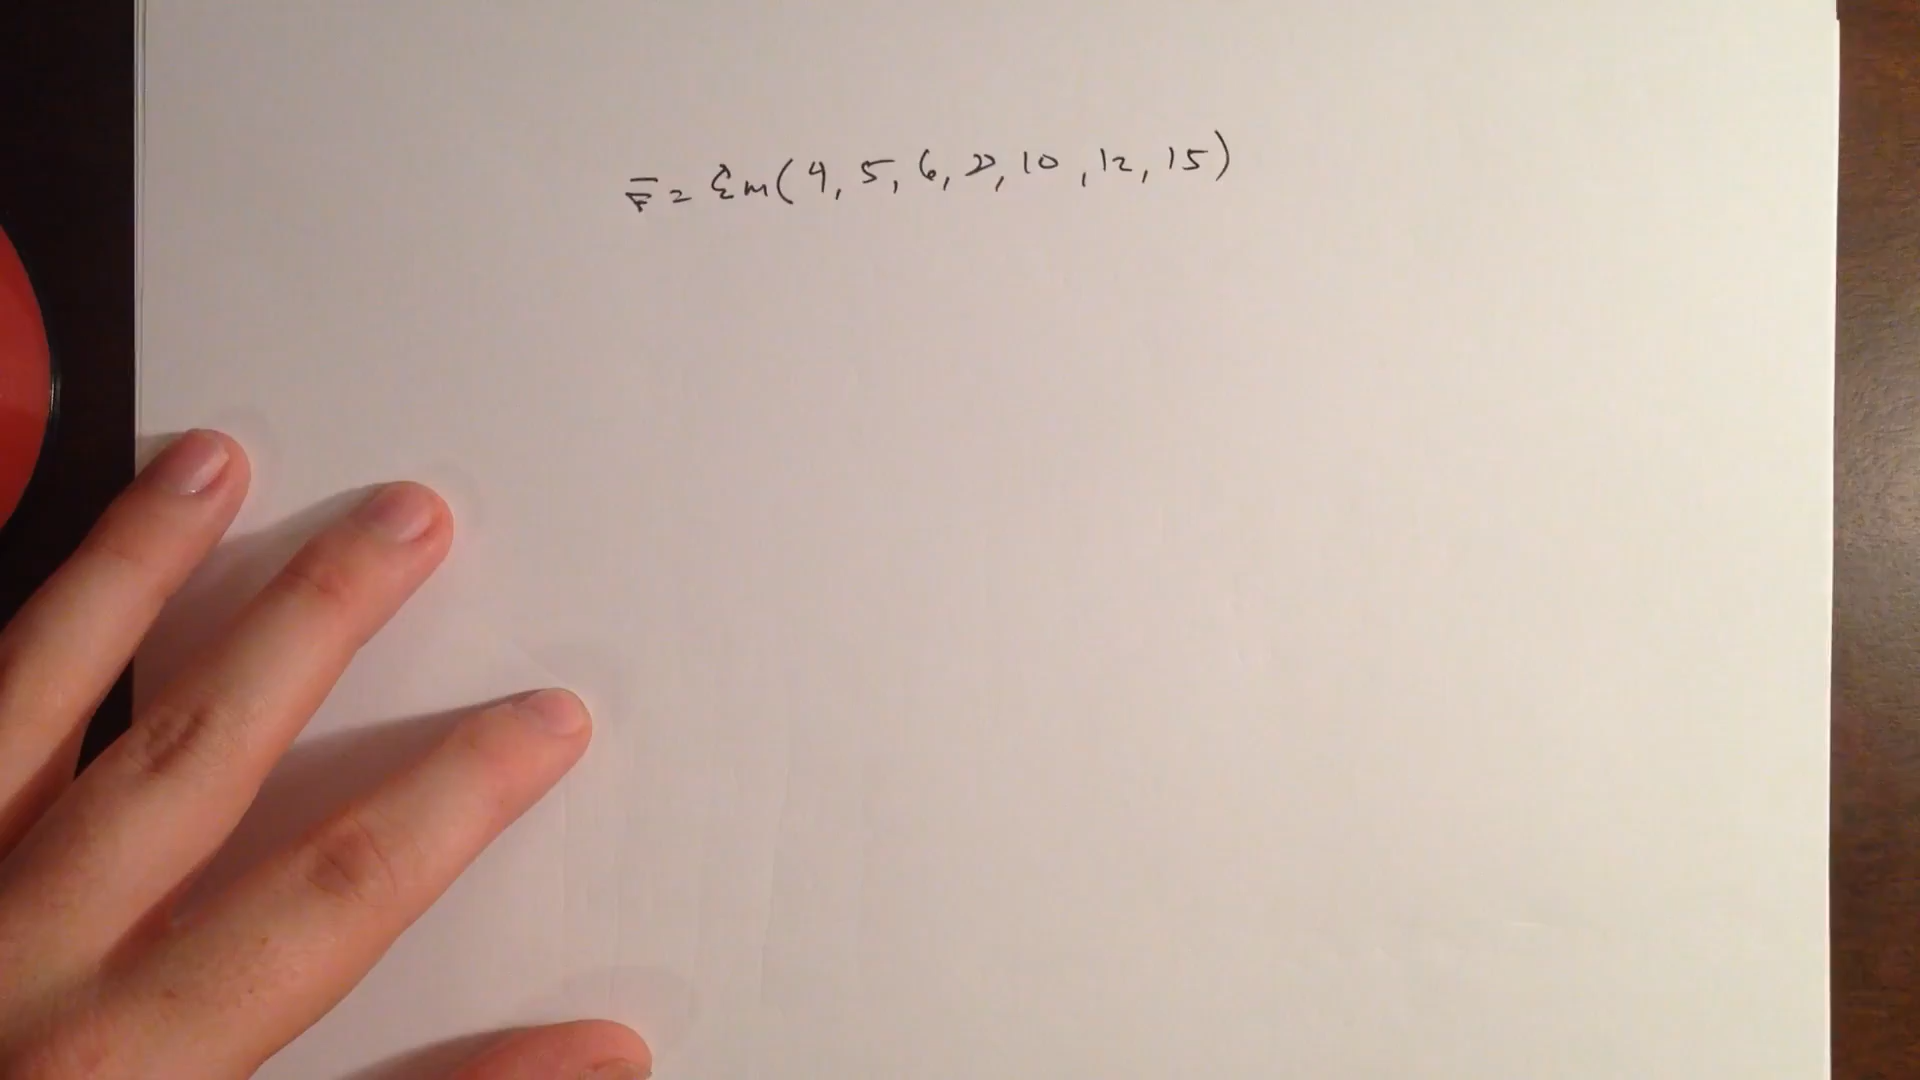 F̅ = Σm(4, 5, 6, 7, 10, 12, 15)